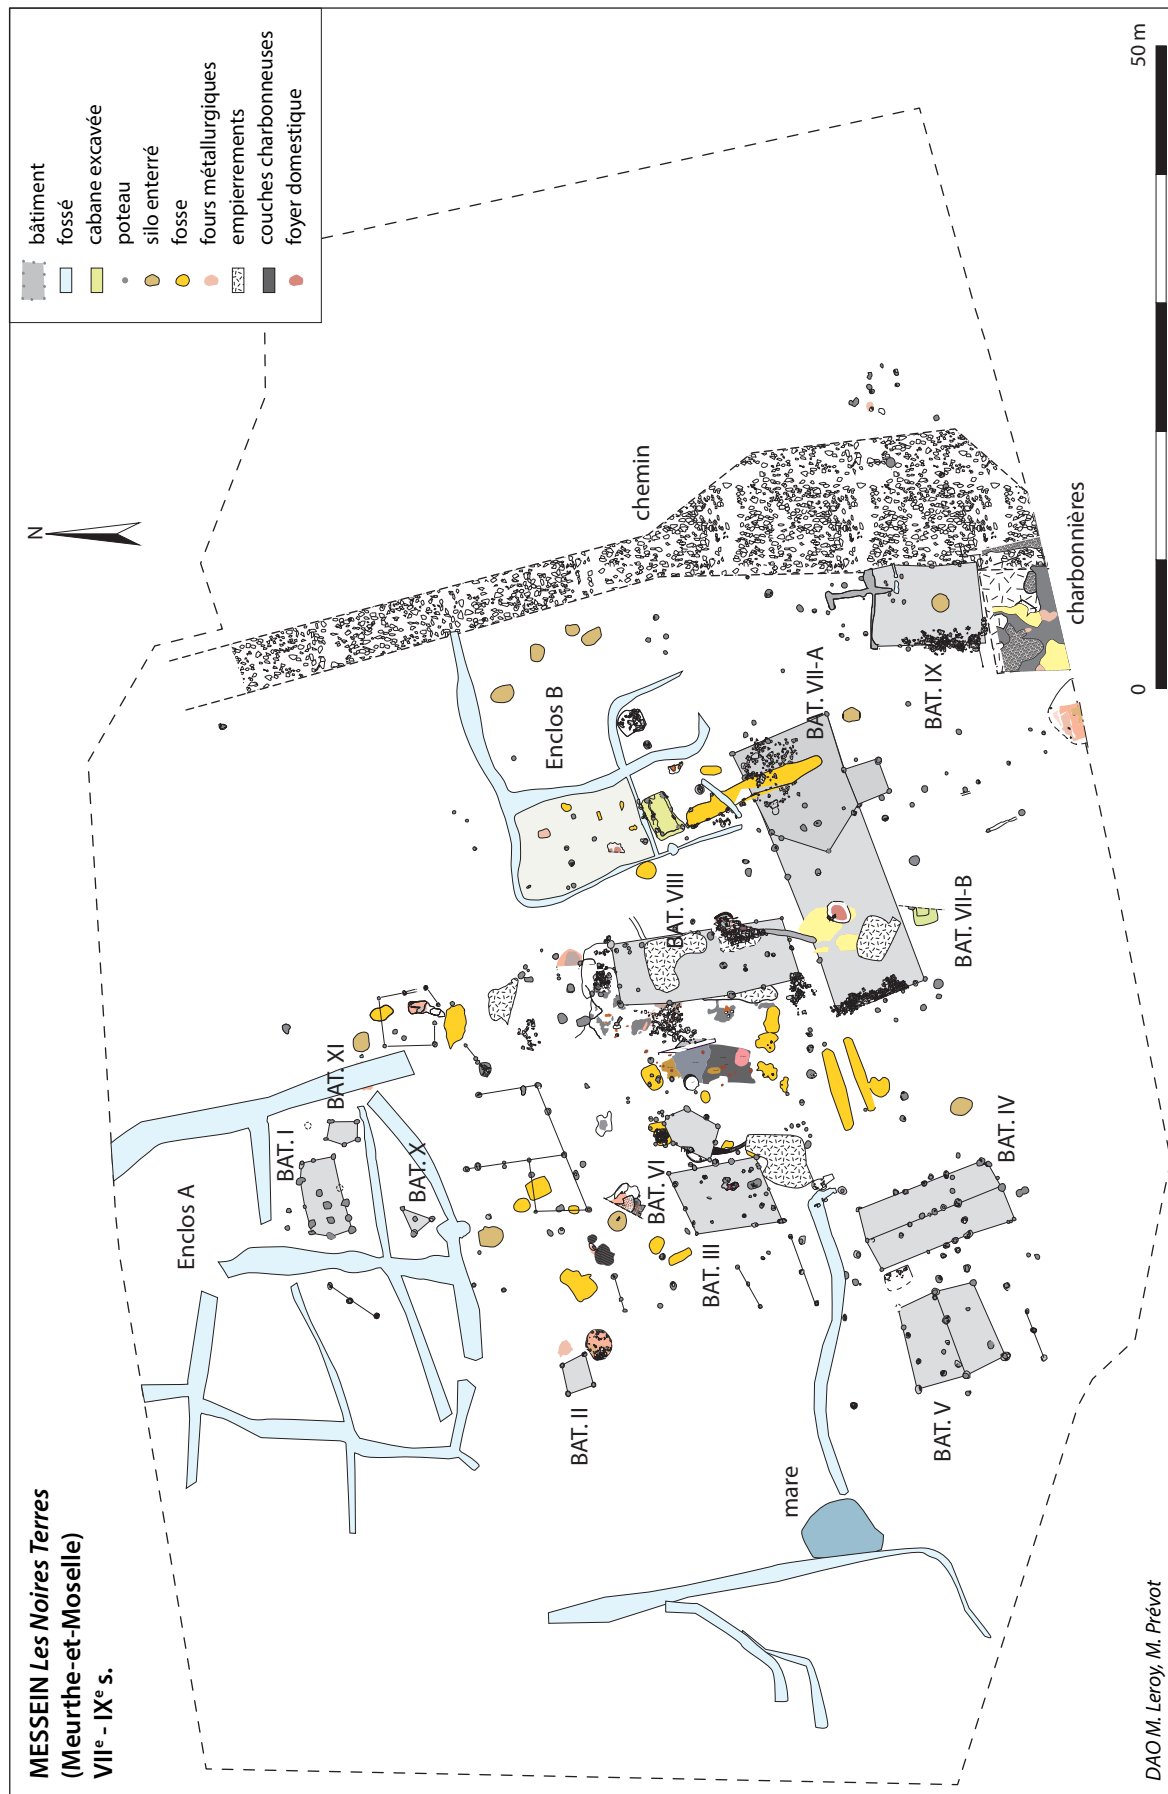 MESSEIN Les Noires Terres
(Meurthe-et-Moselle)
VIIe - IXe s.
bâtiment
fossé
cabane excavée
poteau
silo enterré
fosse
fours métallurgiques
empierrements
couches charbonneuses
foyer domestique
N
Enclos A
BAT. I
BAT. XI
BAT. X
Enclos B
chemin
BAT. II
BAT. III
BAT. VI
BAT. VIII
BAT. VII-A
mare
BAT. V
BAT. IV
BAT. VII-B
BAT. IX
charbonnières
0
50 m
DAO M. Leroy, M. Prévot